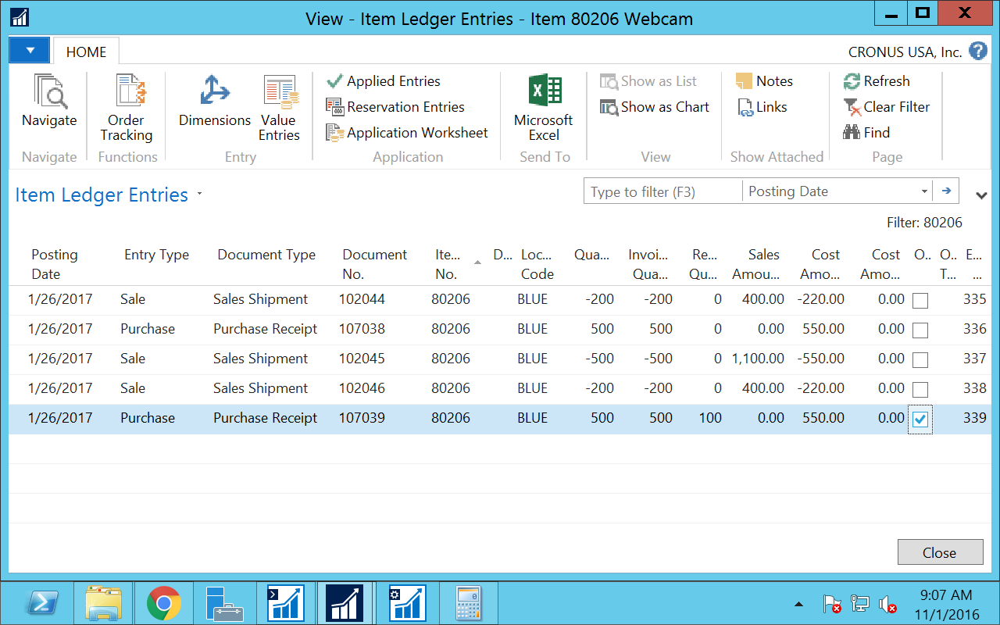 View - Item Ledger Entries - Item 80206 Webcam
HOME
CRONUS USA, Inc.
?
Navigate
Order Tracking
Dimensions
Value Entries
Applied Entries
Reservation Entries
Application Worksheet
Microsoft Excel
Show as List
Show as Chart
Notes
Links
Refresh
Clear Filter
Find
Navigate
Functions
Entry
Application
Send To
View
Show Attached
Page
Item Ledger Entries
Type to filter (F3)
Posting Date
Filter: 80206
Posting Entry Type Document Type Document Ite... D... Loc... Qua... Invoi... Re... Sales Cost Cost O.. O.. E...
Date No. No. Code Qua... Qu... Amou... Amo... Amo... T... ...
1/26/2017 Sale Sales Shipment 102044 80206 BLUE -200 -200 0 400.00 -220.00 0.00 335
1/26/2017 Purchase Purchase Receipt 107038 80206 BLUE 500 500 0 0.00 550.00 0.00 336
1/26/2017 Sale Sales Shipment 102045 80206 BLUE -500 -500 0 1,100.00 -550.00 0.00 337
1/26/2017 Sale Sales Shipment 102046 80206 BLUE -200 -200 0 400.00 -220.00 0.00 338
1/26/2017 Purchase Purchase Receipt 107039 80206 BLUE 500 500 100 0.00 550.00 0.00 339
Close
9:07 AM
11/1/2016